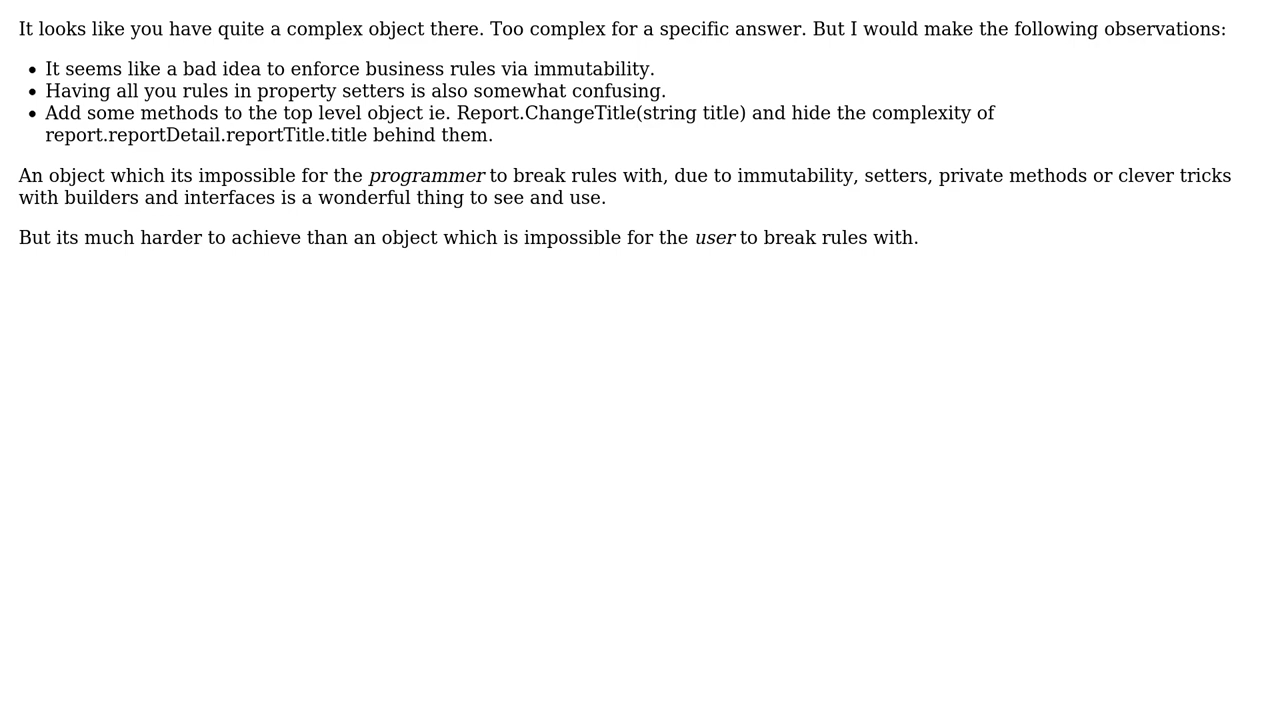 It looks like you have quite a complex object there. Too complex for a specific answer. But I would make the following observations:
• It seems like a bad idea to enforce business rules via immutability.
• Having all you rules in property setters is also somewhat confusing.
• Add some methods to the top level object ie. Report.ChangeTitle(string title) and hide the complexity of
report.reportDetail.reportTitle.title behind them.
An object which its impossible for the programmer to break rules with, due to immutability, setters, private methods or clever tricks
with builders and interfaces is a wonderful thing to see and use.
But its much harder to achieve than an object which is impossible for the user to break rules with.